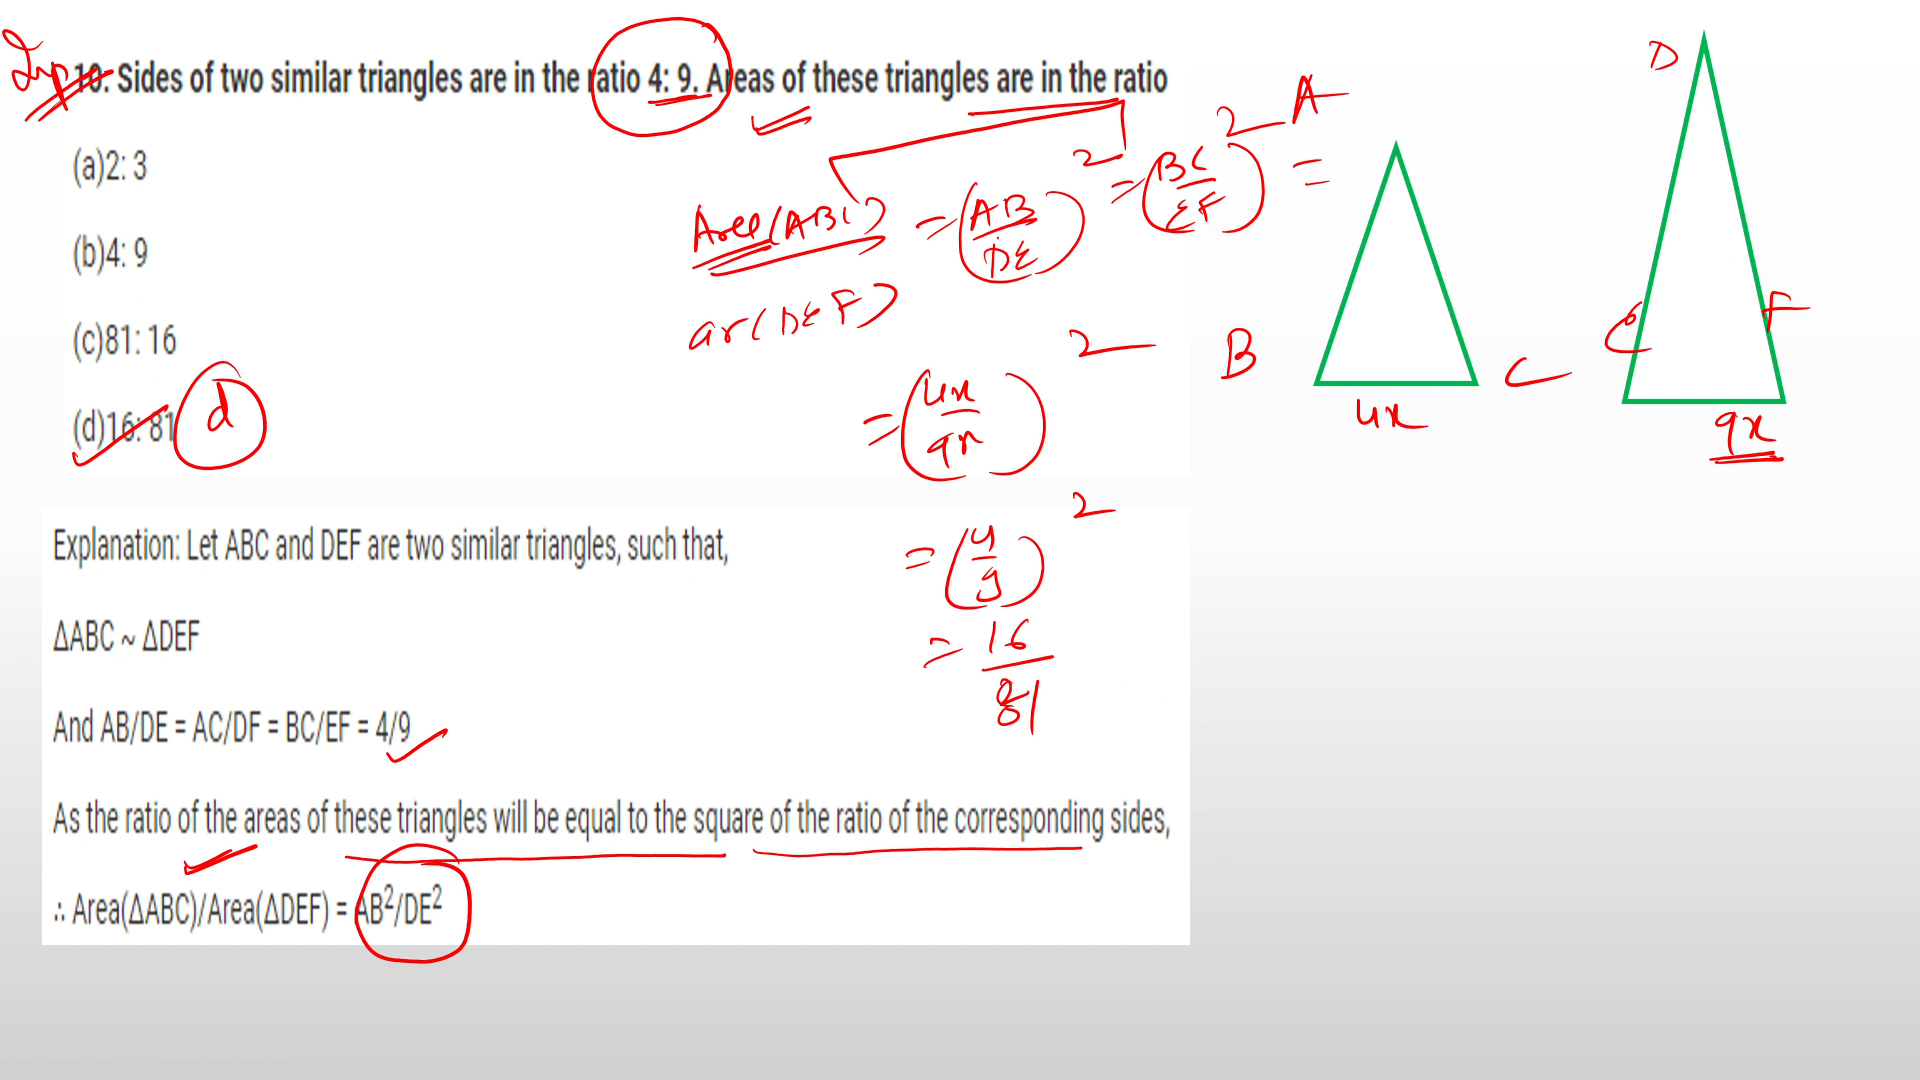 Imp 10. Sides of two similar triangles are in the ratio 4: 9. Areas of these triangles are in the ratio
(a)2: 3
(b)4: 9
(c)81: 16
(d)16: 81 d
Area(ABC) = (AB/DE)² = (BC/EF)² =
ar(DEF)
= (4x/9x)²
= (4/9)²
= 16/81
A
B
C
4x
D
E
F
9x
Explanation: Let ABC and DEF are two similar triangles, such that,
ΔABC ~ ΔDEF
And AB/DE = AC/DF = BC/EF = 4/9
As the ratio of the areas of these triangles will be equal to the square of the ratio of the corresponding sides,
∴ Area(ΔABC)/Area(ΔDEF) = AB²/DE²